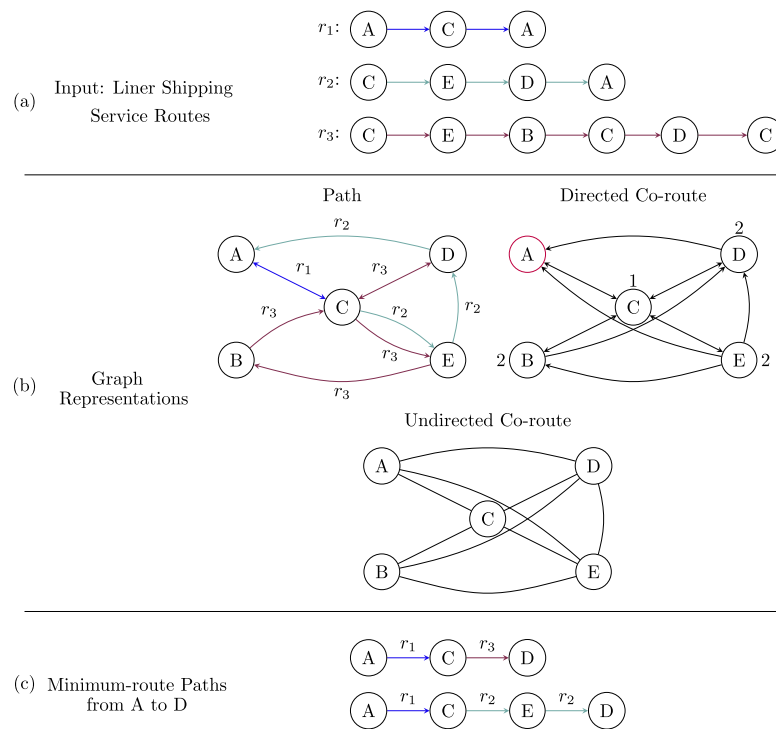 r1: A C A
r2: C E D A
r3: C E B C D C
(a) Input: Liner Shipping
Service Routes
Path
Directed Co-route
r2
A D
r1 r3
C
r2
r3
r3
r2
B E
r3
2
A D
1
C
2 B E 2
(b) Graph
Representations
Undirected Co-route
A D
C
B E
r1 r3
A C D
(c) Minimum-route Paths
from A to D
r1 r2 r2
A C E D